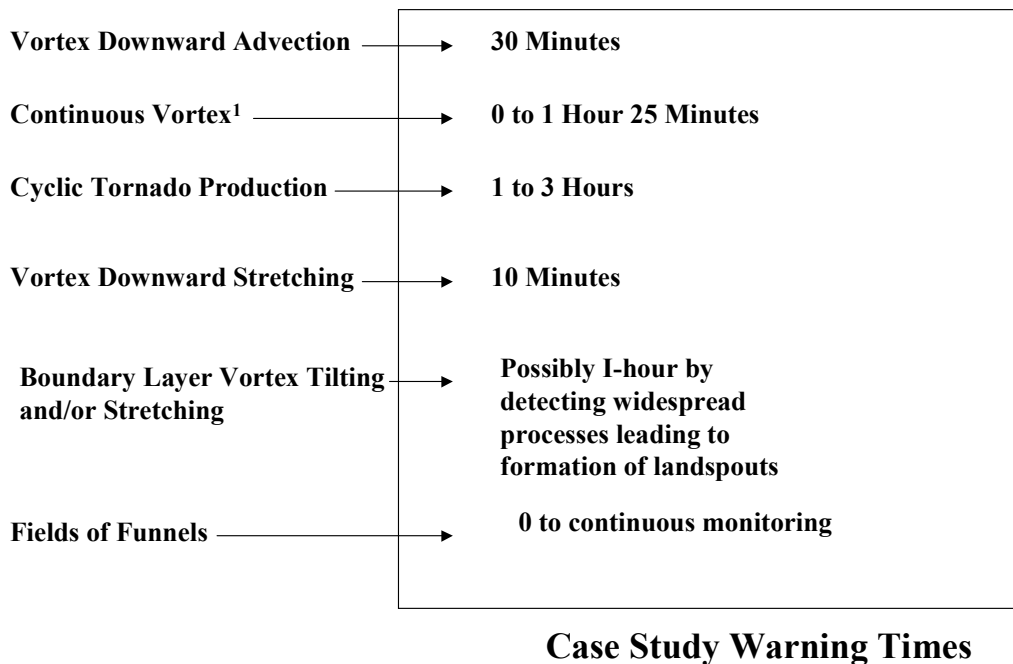 Vortex Downward Advection 30 Minutes
Continuous Vortex¹ 0 to 1 Hour 25 Minutes
Cyclic Tornado Production 1 to 3 Hours
Vortex Downward Stretching 10 Minutes
Boundary Layer Vortex Tilting
and/or Stretching
Possibly I-hour by
detecting widespread
processes leading to
formation of landspouts
Fields of Funnels 0 to continuous monitoring
Case Study Warning Times